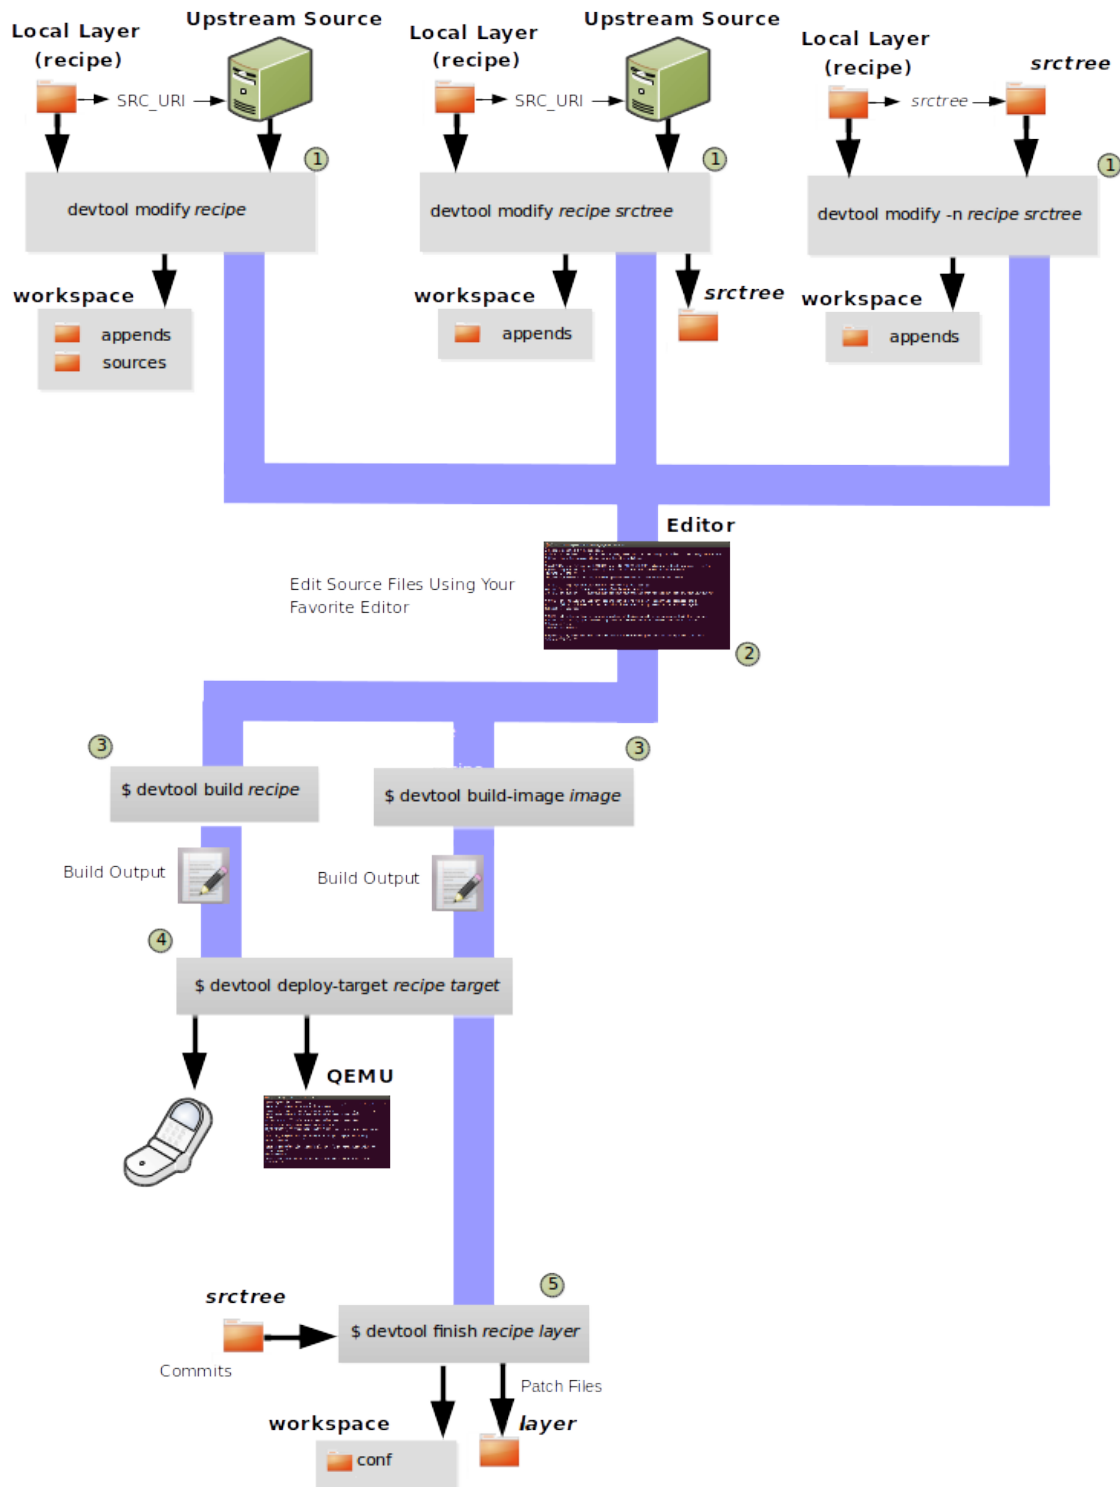 Upstream Source
Local Layer
(recipe)
SRC_URI
1
devtool modify recipe
workspace
appends
sources
Upstream Source
Local Layer
(recipe)
SRC_URI
1
devtool modify recipe srctree
workspace
appends
srctree
Local Layer
(recipe)
srctree
srctree
1
devtool modify -n recipe srctree
workspace
appends
Editor
Edit Source Files Using Your
Favorite Editor
2
3
$ devtool build recipe
3
$ devtool build-image image
Build Output
Build Output
4
$ devtool deploy-target recipe target
QEMU
5
srctree
$ devtool finish recipe layer
Commits
Patch Files
workspace
layer
conf